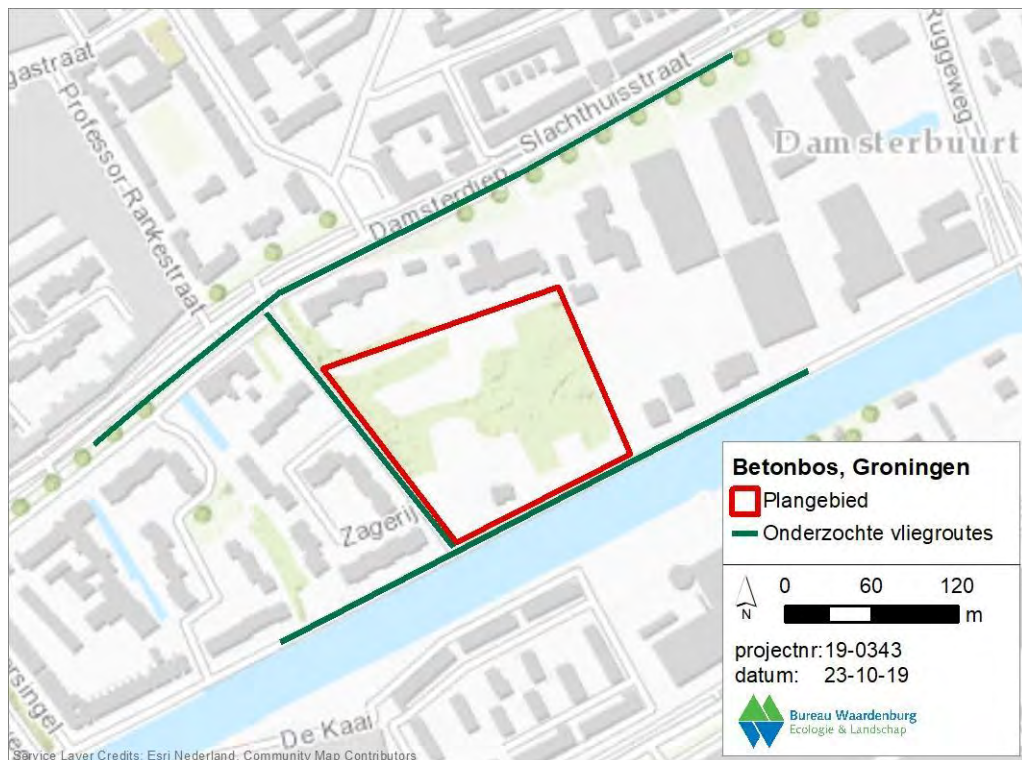 Ruggeweg
gastraat
Slachthuisstraat
Professor Rankestraat
Damsterbuurt
Damsterdiep
Betonbos, Groningen
Plangebied
Zagerij
Onderzochte vliegroutes
0 60 120
m
N
projectnr: 19-0343
datum: 23-10-19
ersingel
De Kaai
Bureau Waardenburg
Ecologie & Landschap
Service Layer Credits: Esri Nederland, Community Map Contributors